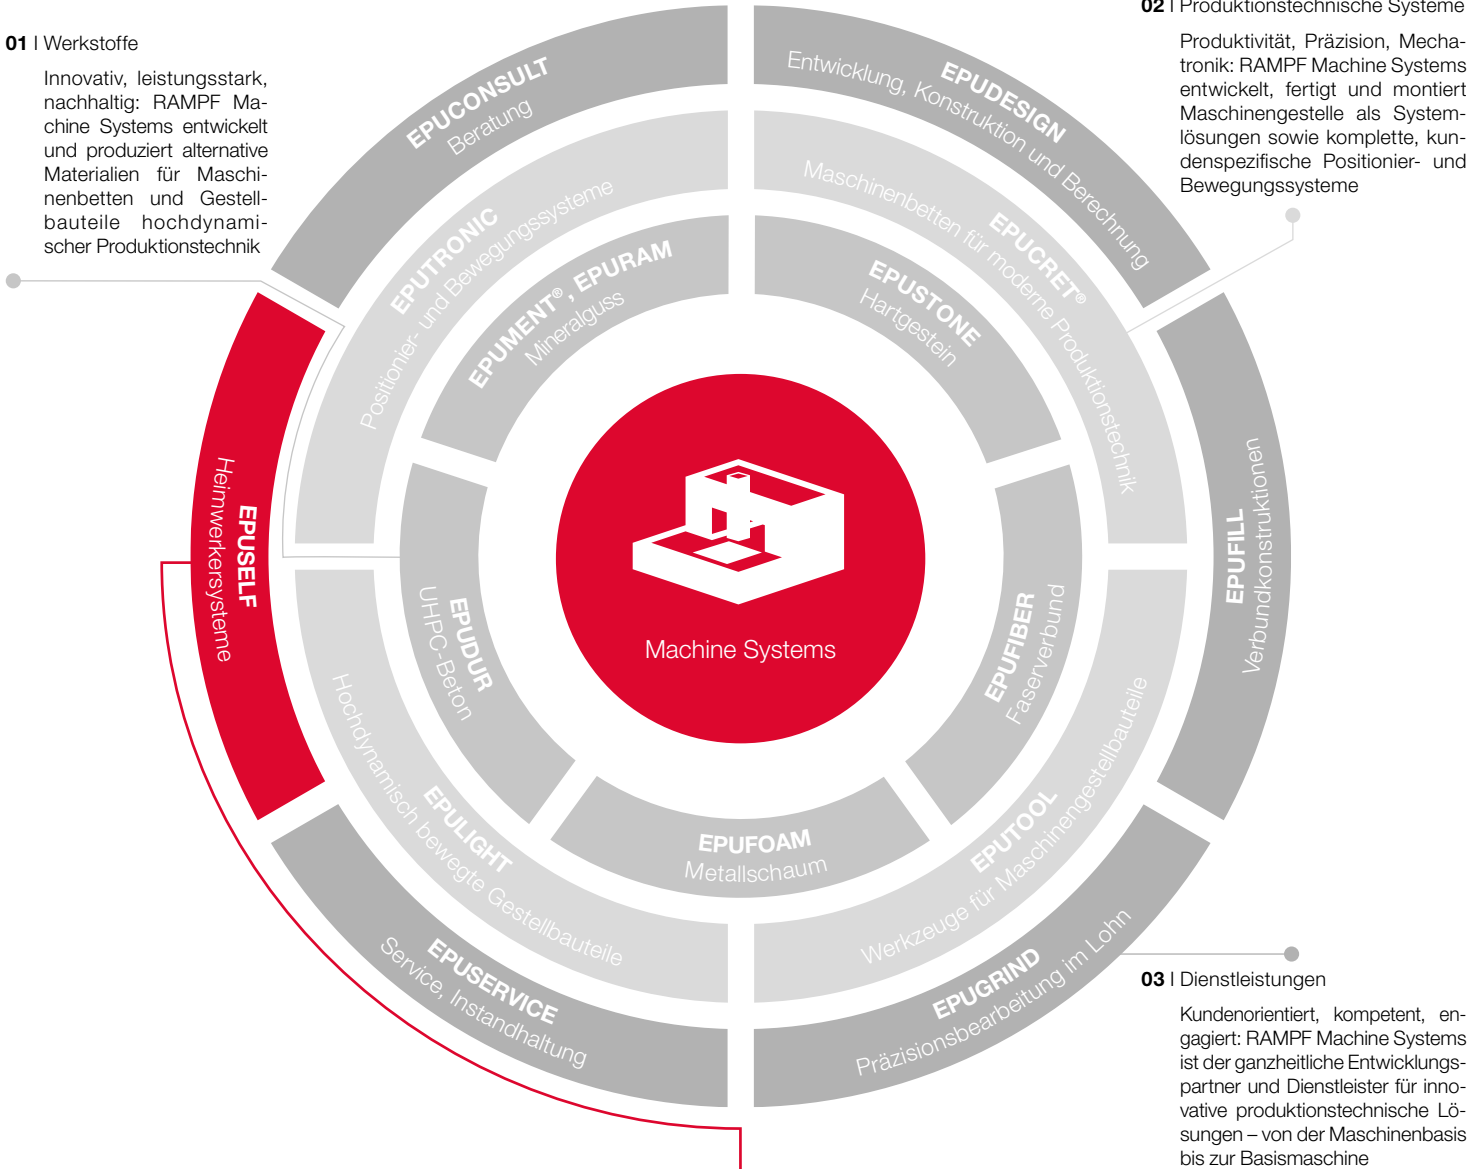 01 I Werkstoffe
Innovativ, leistungsstark,
nachhaltig: RAMPF Ma-
chine Systems entwickelt
und produziert alternative
Materialien für Maschi-
nenbetten und Gestell-
bauteile hochdynami-
scher Produktionstechnik
02 I Produktionstechnische Systeme
Produktivität, Präzision, Mecha-
tronik: RAMPF Machine Systems
entwickelt, fertigt und montiert
Maschinengestelle als System-
lösungen sowie komplette, kun-
denspezifische Positionier- und
Bewegungssysteme
EPUCONSULT
Beratung
EPUDESIGN
Entwicklung, Konstruktion und Berechnung
EPUTRONIC
Positionier- und Bewegungssysteme
EPUCRET®
Maschinenbetten für moderne Produktionstechnik
EPUMENT®, EPURAM
Mineralguss
EPUSTONE
Hartgestein
EPUSELF
Heimwerkersysteme
EPUFILL
Verbundkonstruktionen
Machine Systems
EPUDUR
UHPC-Beton
EPUFIBER
Faserverbund
EPUFOAM
Metallschaum
EPULIGHT
Hochdynamisch bewegte Gestellbauteile
EPUTOOL
Werkzeuge für Maschinengestellbauteile
EPUSERVICE
Service, Instandhaltung
EPUGRIND
Präzisionsbearbeitung im Lohn
03 I Dienstleistungen
Kundenorientiert, kompetent, en-
gagiert: RAMPF Machine Systems
ist der ganzheitliche Entwicklungs-
partner und Dienstleister für inno-
vative produktionstechnische Lö-
sungen – von der Maschinenbasis
bis zur Basismaschine